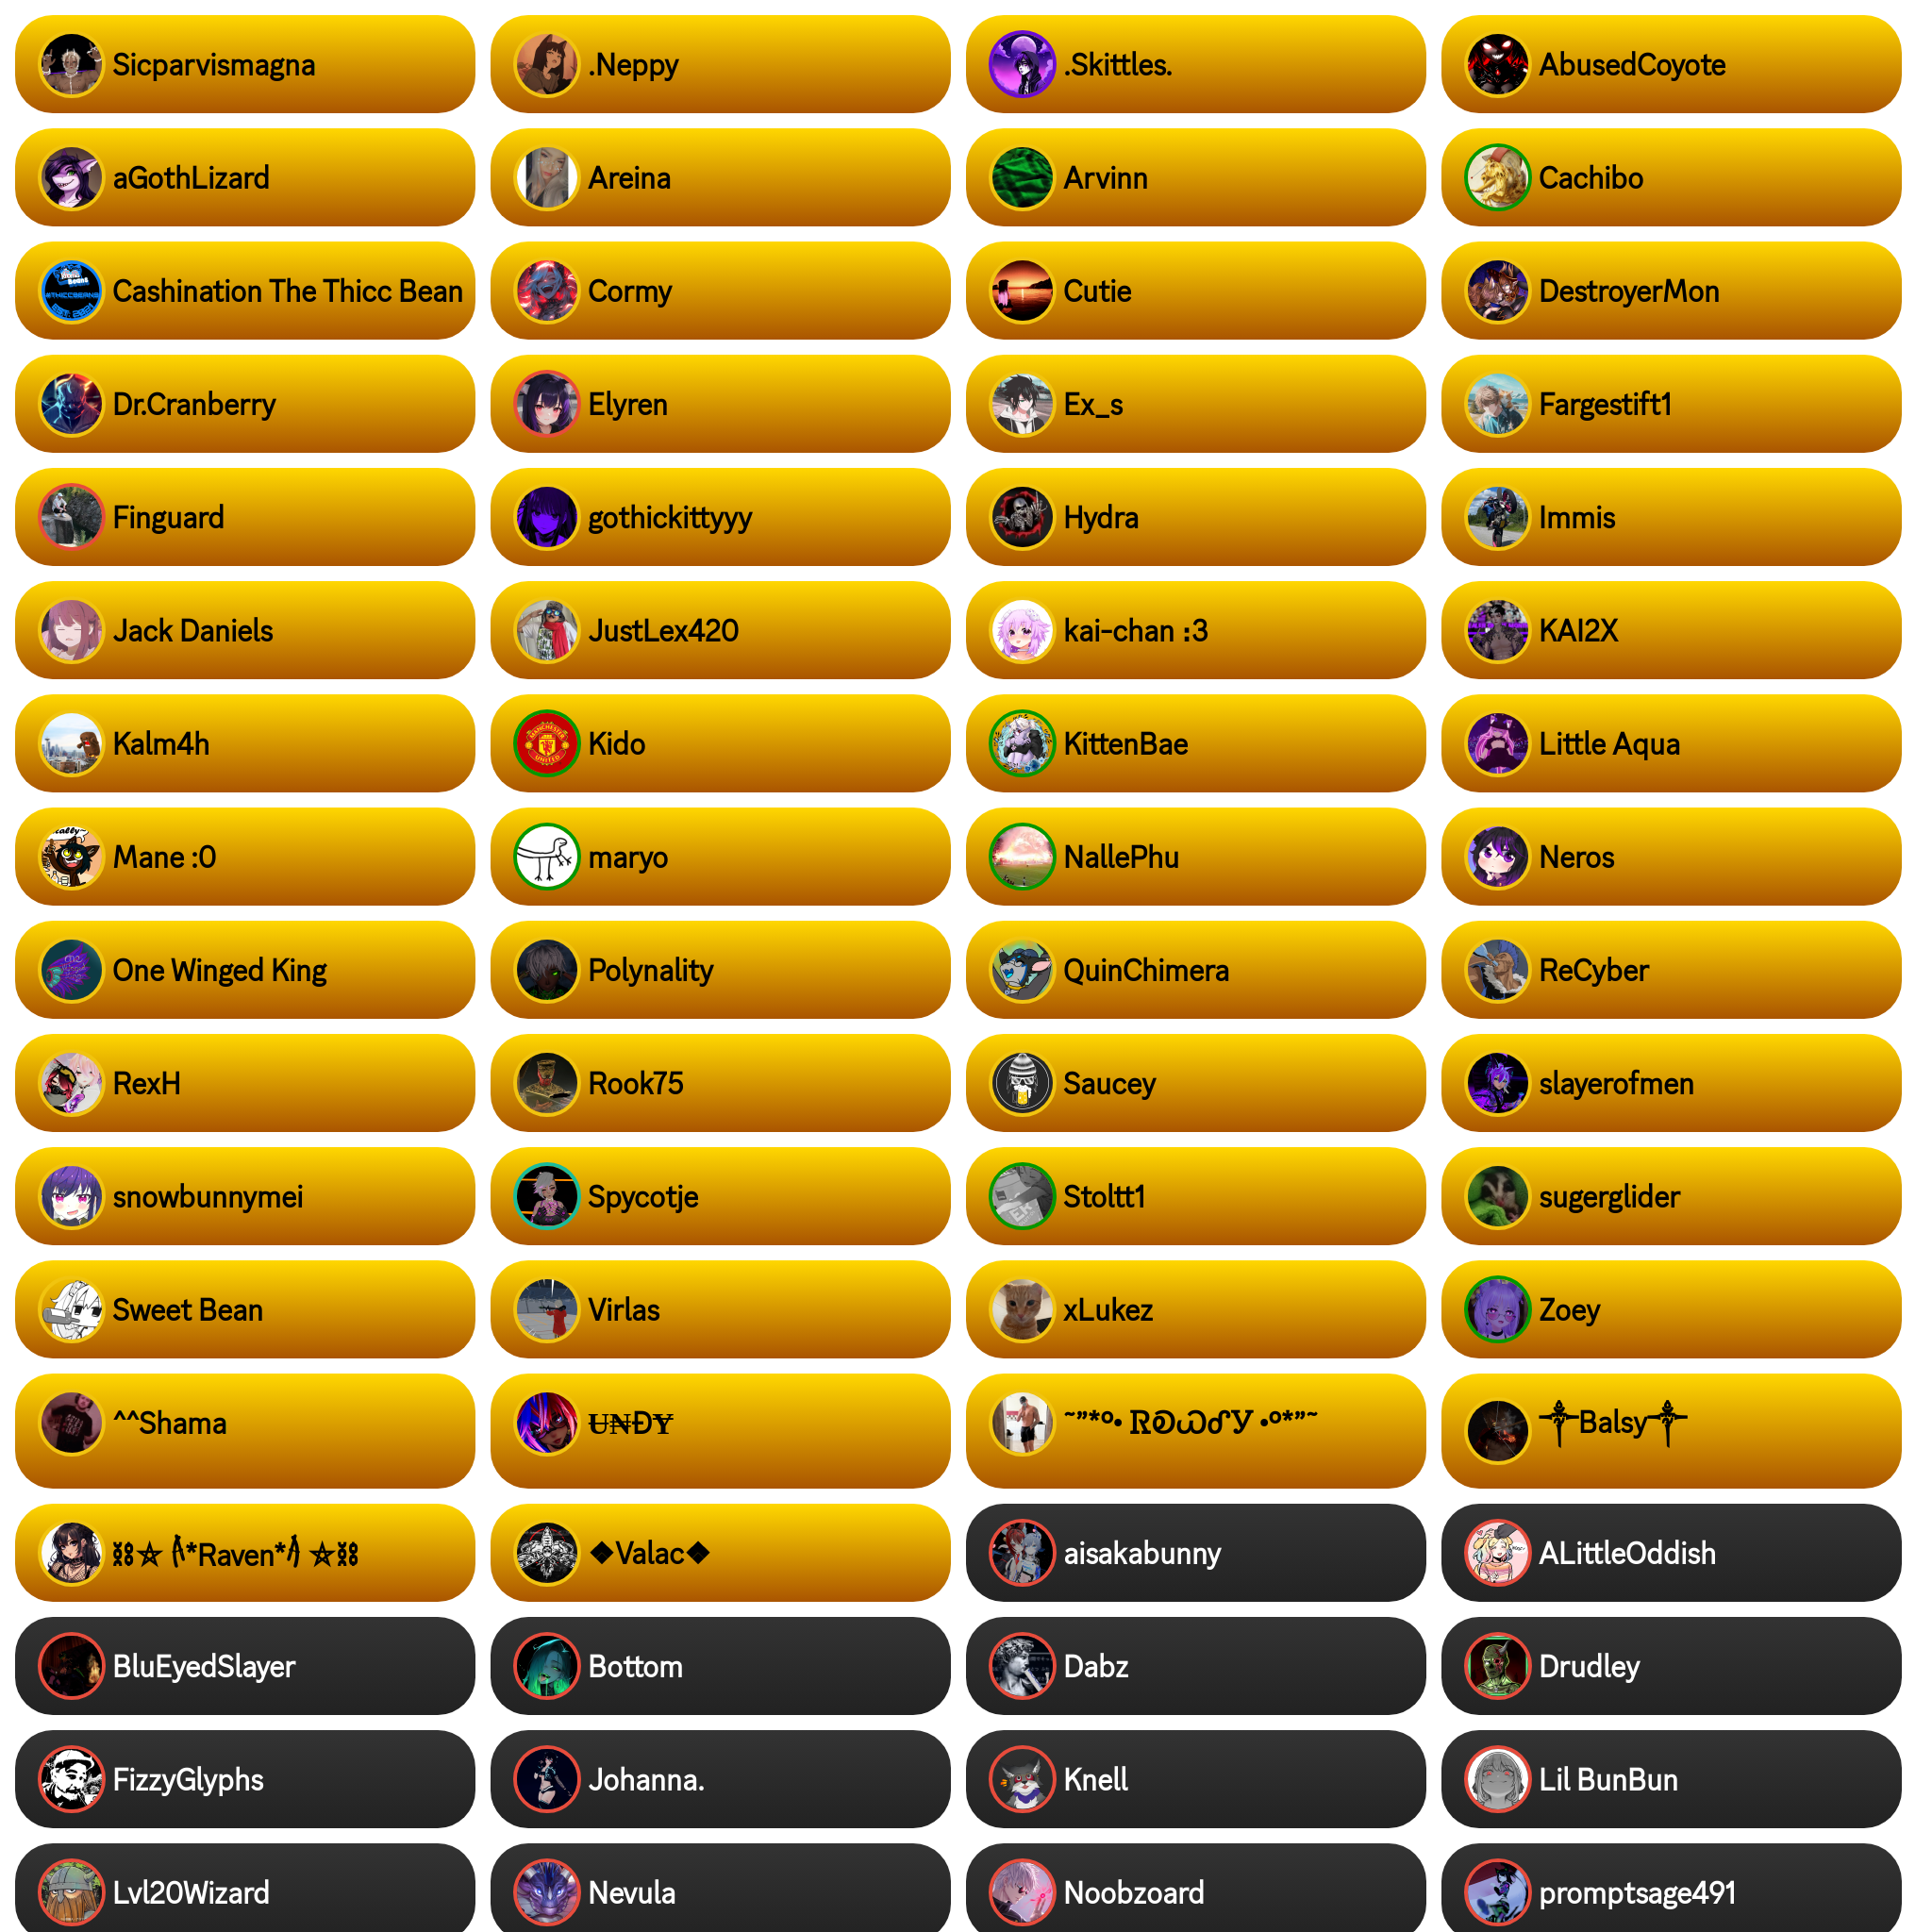 Sicparvismagna
.Neppy
.Skittles.
AbusedCoyote
aGothLizard
Areina
Arvinn
Cachibo
Cashination The Thicc Bean
Cormy
Cutie
DestroyerMon
Dr.Cranberry
Elyren
Ex_s
Fargestift1
Finguard
gothickittyyy
Hydra
Immis
Jack Daniels
JustLex420
kai-chan :3
KAI2X
Kalm4h
Kido
MANCHESTER
UNITED
KittenBae
Little Aqua
Mane :0
maryo
NallePhu
Neros
One Winged King
Polynality
QuinChimera
ReCyber
RexH
Rook75
Saucey
slayerofmen
snowbunnymei
Spycotje
Stoltt1
sugerglider
Sweet Bean
Virlas
xLukez
Zoey
^^Shama
Balsy
*Raven*
❖Valac❖
aisakabunny
ALittleOddish
BluEyedSlayer
Bottom
Dabz
Drudley
FizzyGlyphs
Johanna.
Knell
Lil BunBun
Lvl20Wizard
Nevula
Noobzoard
promptsage491